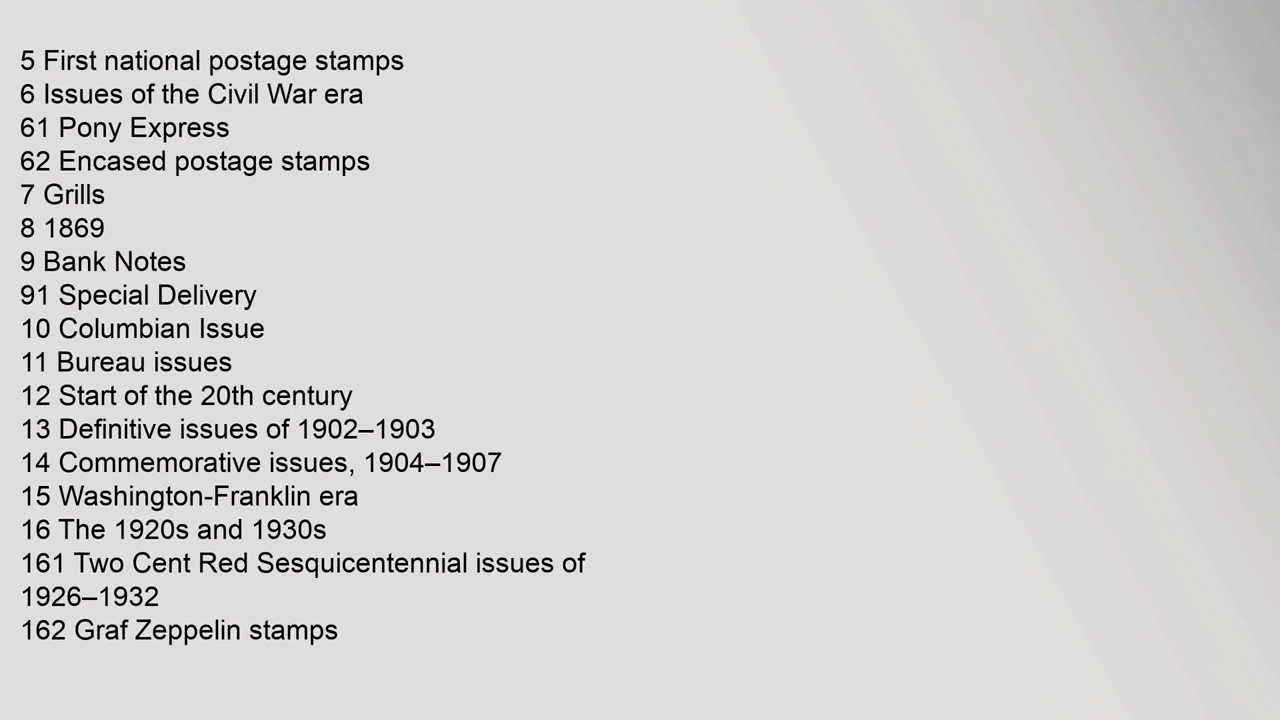 5 First national postage stamps
6 Issues of the Civil War era
61 Pony Express
62 Encased postage stamps
7 Grills
8 1869
9 Bank Notes
91 Special Delivery
10 Columbian Issue
11 Bureau issues
12 Start of the 20th century
13 Definitive issues of 1902–1903
14 Commemorative issues, 1904–1907
15 Washington-Franklin era
16 The 1920s and 1930s
161 Two Cent Red Sesquicentennial issues of
1926–1932
162 Graf Zeppelin stamps